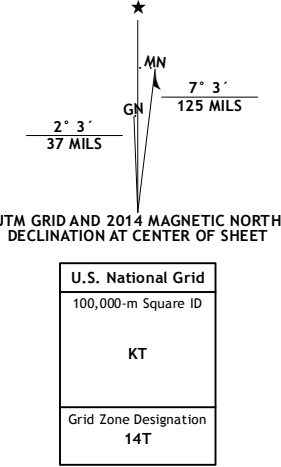 MN
7° 3´
125 MILS
GN
2° 3´
37 MILS
UTM GRID AND 2014 MAGNETIC NORTH
DECLINATION AT CENTER OF SHEET
U.S. National Grid
100,000-m Square ID
KT
Grid Zone Designation
14T